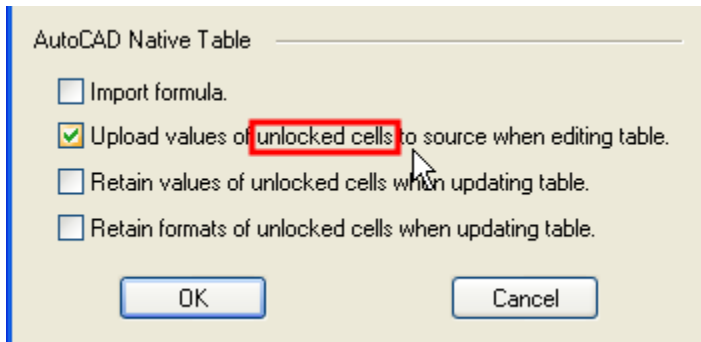 AutoCAD Native Table
Import formula.
Upload values of unlocked cells to source when editing table.
Retain values of unlocked cells when updating table.
Retain formats of unlocked cells when updating table.
OK
Cancel